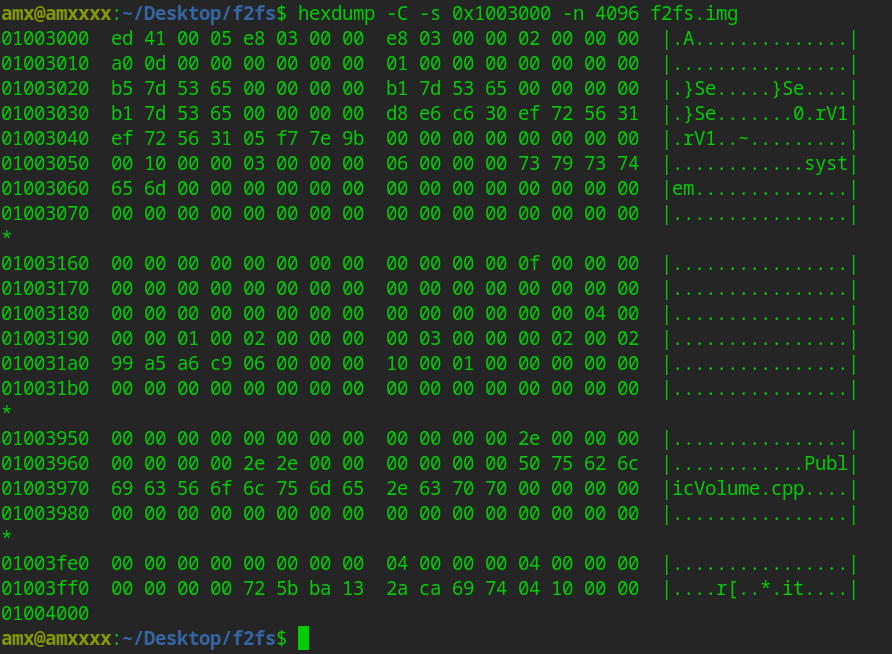 amx@amxxxx:~/Desktop/f2fs$ hexdump -C -s 0x1003000 -n 4096 f2fs.img
01003000  ed 41 00 05 e8 03 00 00  e8 03 00 00 02 00 00 00  |.A..............|
01003010  a0 0d 00 00 00 00 00 00  01 00 00 00 00 00 00 00  |................|
01003020  b5 7d 53 65 00 00 00 00  b1 7d 53 65 00 00 00 00  |.}Se.....}Se....|
01003030  b1 7d 53 65 00 00 00 00  d8 e6 c6 30 ef 72 56 31  |.}Se.......0.rV1|
01003040  ef 72 56 31 05 f7 7e 9b  00 00 00 00 00 00 00 00  |.rV1..~.........|
01003050  00 10 00 00 03 00 00 00  06 00 00 00 73 79 73 74  |............syst|
01003060  65 6d 00 00 00 00 00 00  00 00 00 00 00 00 00 00  |em..............|
01003070  00 00 00 00 00 00 00 00  00 00 00 00 00 00 00 00  |................|
*
01003160  00 00 00 00 00 00 00 00  00 00 00 00 0f 00 00 00  |................|
01003170  00 00 00 00 00 00 00 00  00 00 00 00 00 00 00 00  |................|
01003180  00 00 00 00 00 00 00 00  00 00 00 00 00 00 04 00  |................|
01003190  00 00 01 00 02 00 00 00  00 03 00 00 00 02 00 02  |................|
010031a0  99 a5 a6 c9 06 00 00 00  10 00 01 00 00 00 00 00  |................|
010031b0  00 00 00 00 00 00 00 00  00 00 00 00 00 00 00 00  |................|
*
01003950  00 00 00 00 00 00 00 00  00 00 00 00 2e 00 00 00  |................|
01003960  00 00 00 00 2e 2e 00 00  00 00 00 00 50 75 62 6c  |............Publ|
01003970  69 63 56 6f 6c 75 6d 65  2e 63 70 70 00 00 00 00  |icVolume.cpp....|
01003980  00 00 00 00 00 00 00 00  00 00 00 00 00 00 00 00  |................|
*
01003fe0  00 00 00 00 00 00 00 00  04 00 00 00 04 00 00 00  |................|
01003ff0  00 00 00 00 72 5b ba 13  2a ca 69 74 04 10 00 00  |....r[..*.it....|
01004000
amx@amxxxx:~/Desktop/f2fs$